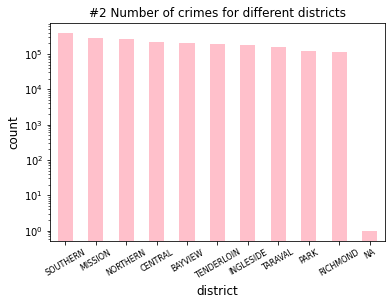 #2 Number of crimes for different districts
count
10⁵
10⁴
10³
10²
10¹
10⁰
SOUTHERN
MISSION
NORTHERN
CENTRAL
BAYVIEW
TENDERLOIN
INGLESIDE
TARAVAL
PARK
RICHMOND
NA
district